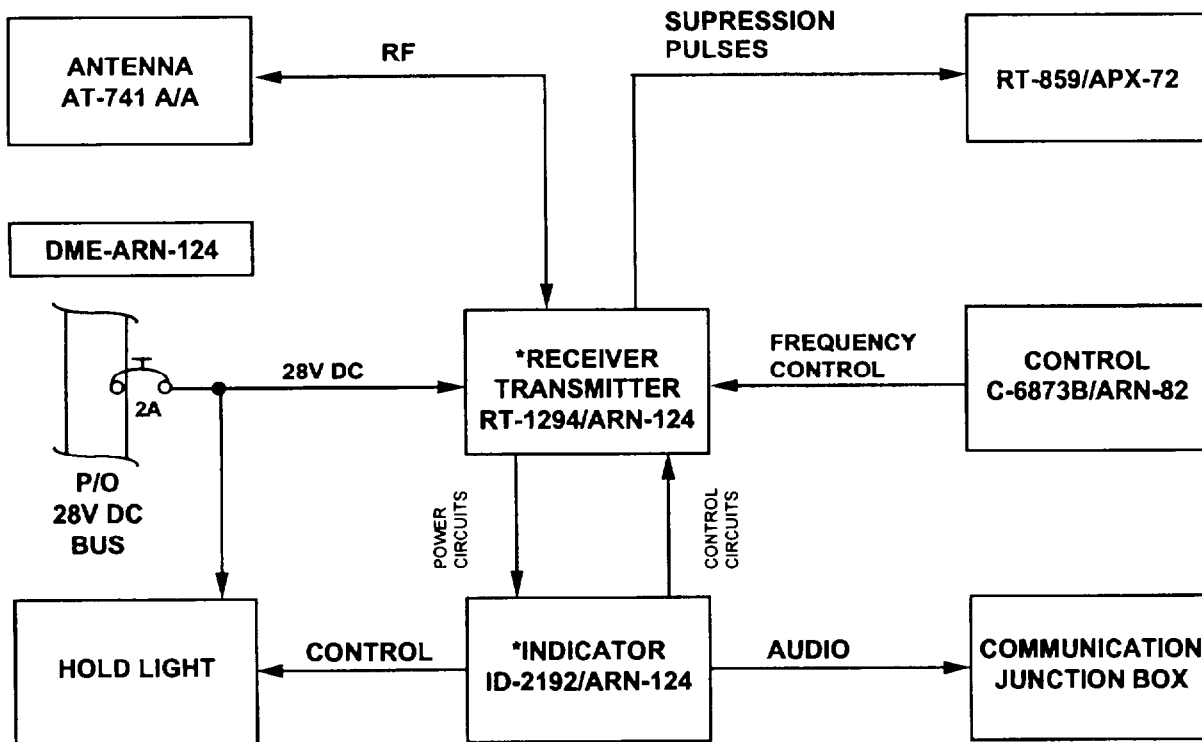 ANTENNA
AT-741 A/A
RF
SUPRESSION
PULSES
RT-859/APX-72
DME-ARN-124
2A
28V DC
P/O
28V DC
BUS
*RECEIVER
TRANSMITTER
RT-1294/ARN-124
FREQUENCY
CONTROL
CONTROL
C-6873B/ARN-82
POWER
CIRCUITS
CONTROL
CIRCUITS
HOLD LIGHT
CONTROL
*INDICATOR
ID-2192/ARN-124
AUDIO
COMMUNICATION
JUNCTION BOX